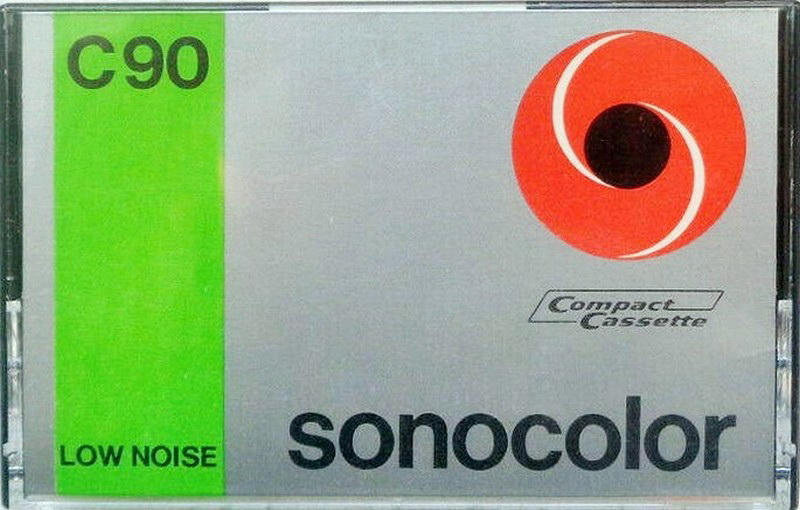 C90
Compact
Cassette
LOW NOISE
sonocolor